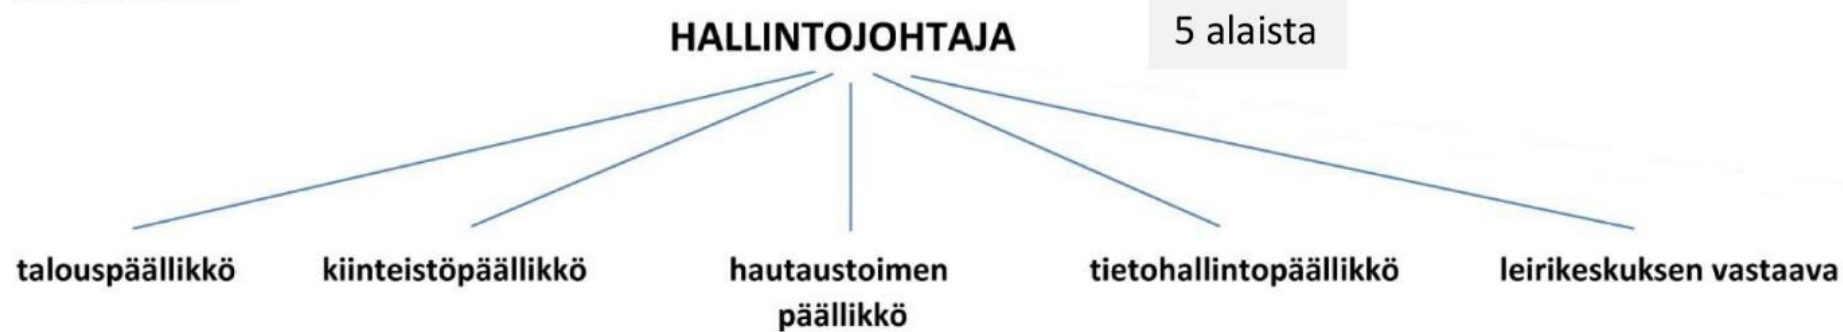 HALLINTOJOHTAJA
5 alaista
talouspäällikkö
kiinteistöpäällikkö
hautaustoimen
päällikkö
tietohallintopäällikkö
leirikeskuksen vastaava